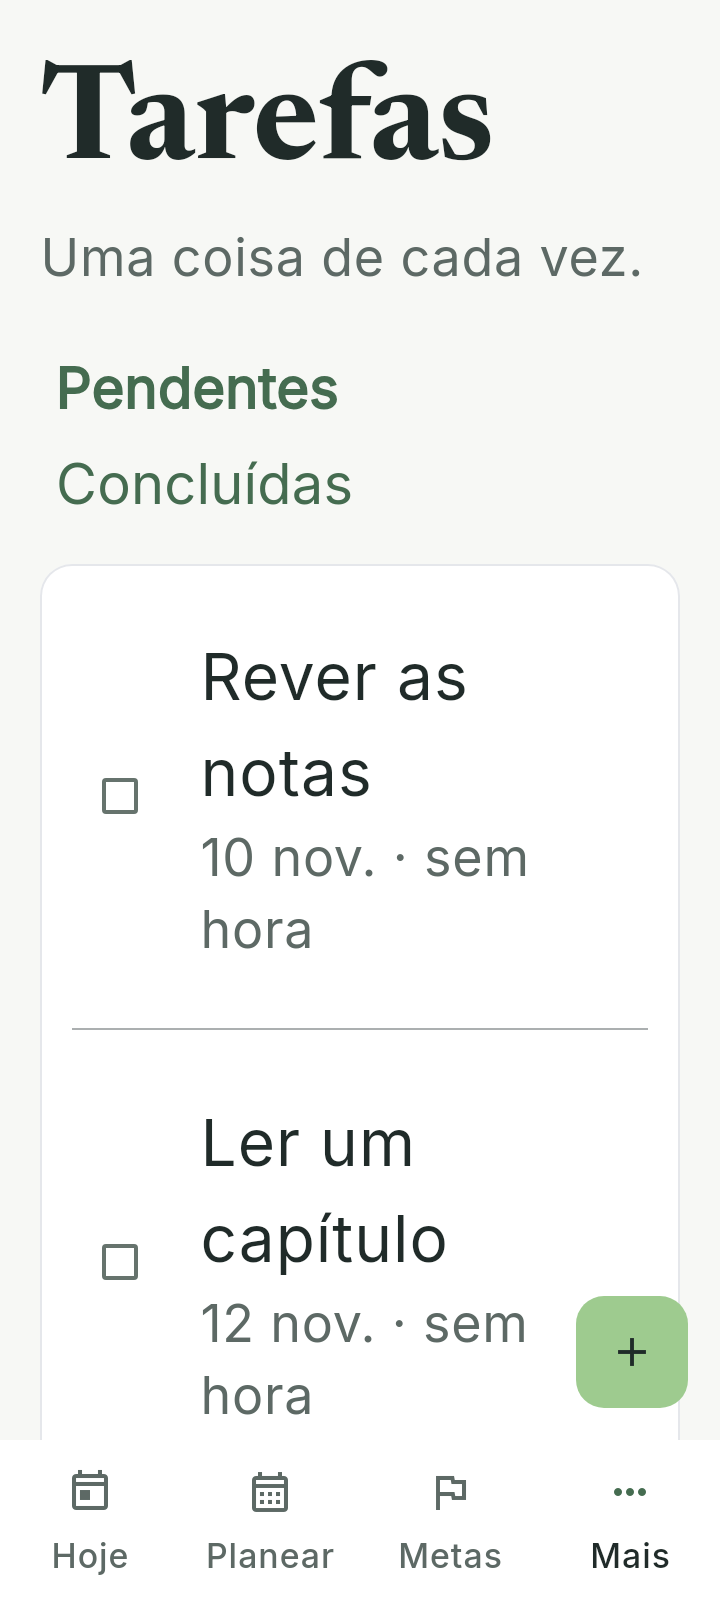 Tarefas
Uma coisa de cada vez.
Pendentes
Concluídas
Rever as
notas
10 nov. · sem
hora
Ler um
capítulo
12 nov. · sem
hora
Hoje
Planear
Metas
Mais